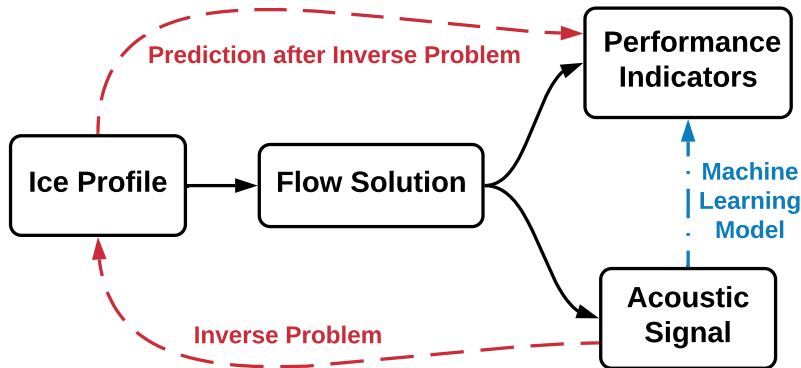 Prediction after Inverse Problem
Performance
Indicators
Ice Profile
Flow Solution
Machine
Learning
Model
Acoustic
Signal
Inverse Problem